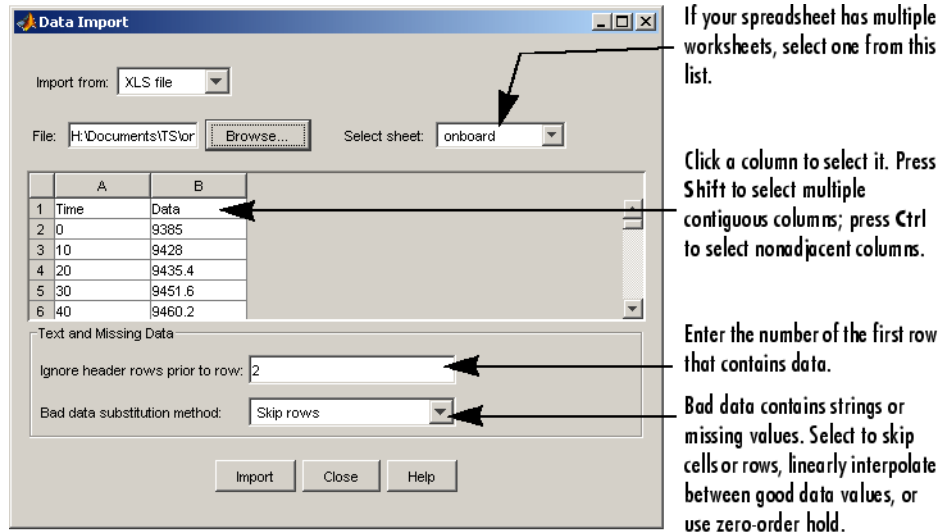 Data Import
Import from: XLS file
File: H:\Documents\TS\or Browse... Select sheet: onboard
A B
1 Time Data
2 0 9385
3 10 9428
4 20 9435.4
5 30 9451.6
6 40 9460.2
Text and Missing Data
Ignore header rows prior to row: 2
Bad data substitution method: Skip rows
Import Close Help
If your spreadsheet has multiple
worksheets, select one from this
list.
Click a column to select it. Press
Shift to select multiple
contiguous columns; press Ctrl
to select nonadjacent columns.
Enter the number of the first row
that contains data.
Bad data contains strings or
missing values. Select to skip
cells or rows, linearly interpolate
between good data values, or
use zero-order hold.